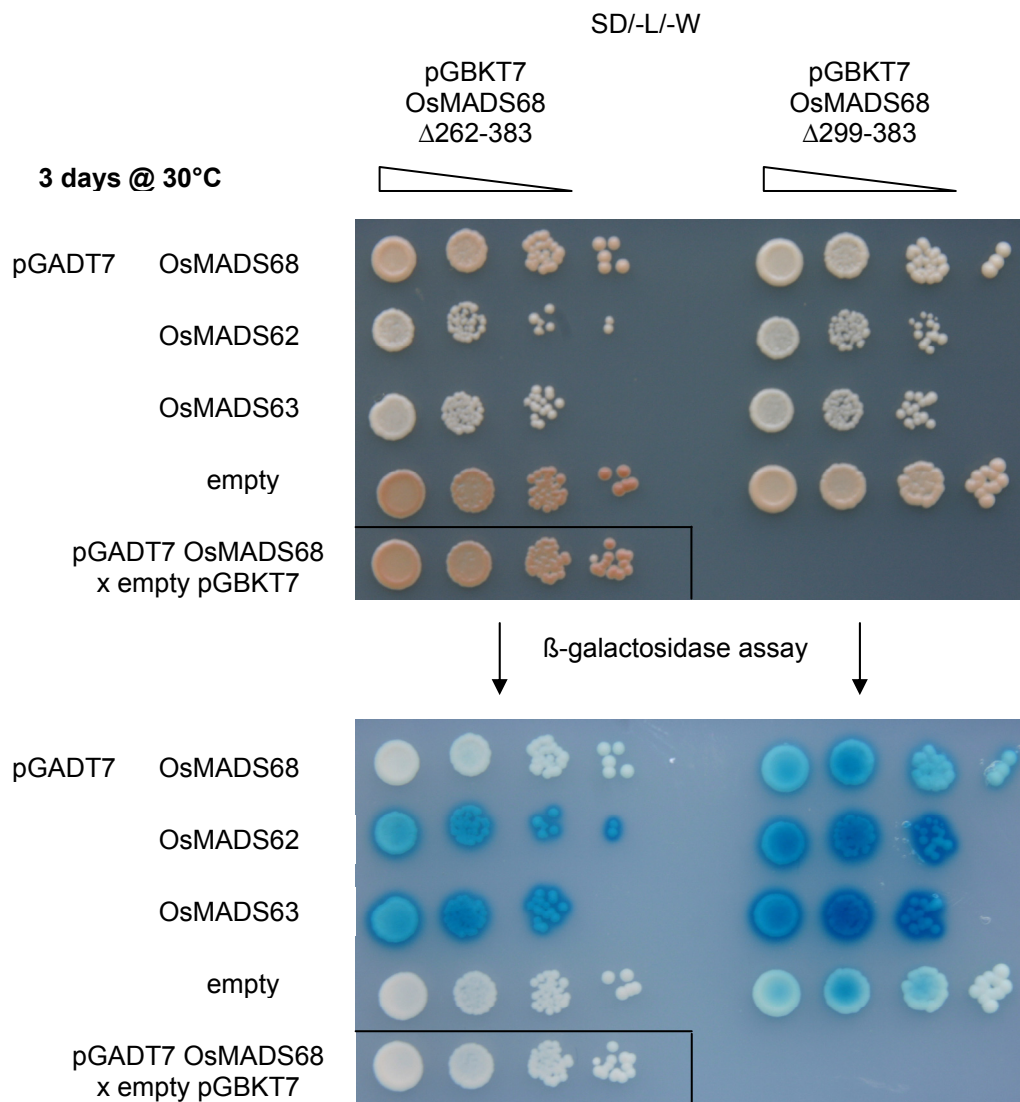 SD/-L/-W
pGBKT7
OsMADS68
Δ262-383
pGBKT7
OsMADS68
Δ299-383
3 days @ 30°C
pGADT7 OsMADS68
OsMADS62
OsMADS63
empty
pGADT7 OsMADS68
x empty pGBKT7
ß-galactosidase assay
pGADT7 OsMADS68
OsMADS62
OsMADS63
empty
pGADT7 OsMADS68
x empty pGBKT7